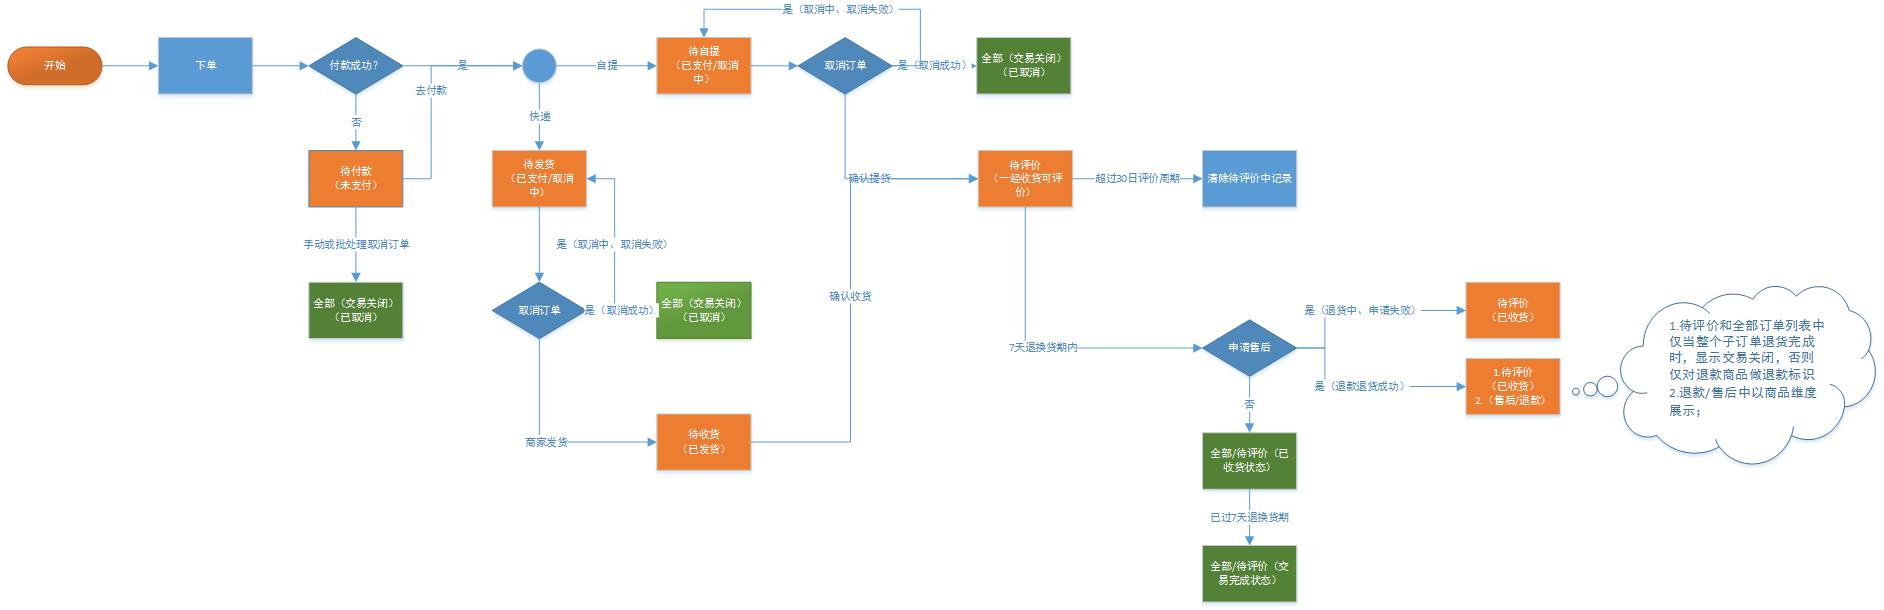 是（取消中、取消失败）
开始
下单
付款成功？
是
自提
待自提
（已支付/取消
中）
取消订单
是（取消成功）
全部（交易关闭）
（已取消）
去付款
否
快递
待付款
（未支付）
待发货
（已支付/取消
中）
确认提货
待评价
（一经收货可评
价）
超过30日评价周期
清除待评价中记录
手动或批处理取消订单
是（取消中、取消失败）
全部（交易关闭）
（已取消）
取消订单
是（取消成功）
全部（交易关闭）
（已取消）
确认收货
7天退换货期内
申请售后
是（退货中、申请失败）
待评价
（已收货）
是（退款退货成功）
1.待评价
（已收货）
2.（售后/退款）
1.待评价和全部订单列表中
仅当整个子订单退货完成
时，显示交易关闭，否则
仅对退款商品做退款标识
2.退款/售后中以商品维度
展示；
否
商家发货
待收货
（已发货）
全部/待评价（已
收货状态）
已过7天退换货期
全部/待评价（交
易完成状态）